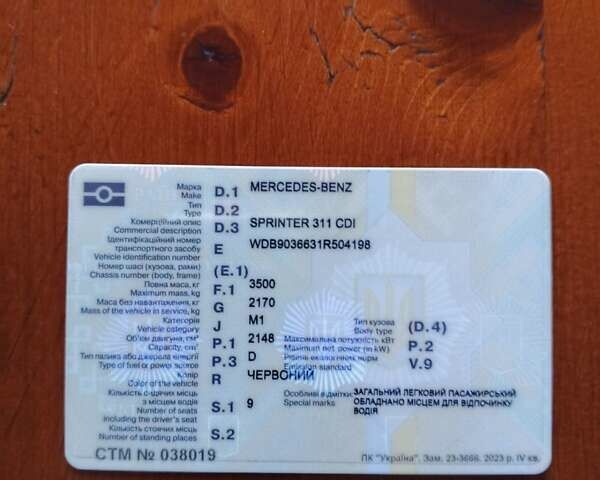 Марка
Make D.1 MERCEDES-BENZ
Тип
Type D.2
Комерційний опис
Commercial description D.3 SPRINTER 311 CDI
Ідентифікаційний номер
транспортного засобу E WDB9036631R504198
Vehicle identification number
Номер шасі (кузова, рами)
Chassis number (body, frame) (E.1)
Повна маса, кг
Maximum mass, kg F.1 3500
Маса без навантаження, кг
Mass of the vehicle in service, kg G 2170
Категорія
Vehicle category J M1
Тип кузова
Body type (D.4)
Об'єм двигуна, см³
Capacity, cm³ P.1 2148
Максимальна потужність кВт
Maximum net power (in kW) P.2
Тип палива або джерела енергії
Type of fuel or power source P.3 D
Рівень екологічних норм
Emission standard V.9
Колір
Color of the vehicle R ЧЕРВОНИЙ
Кількість сидячих місць
з місцем водія
Number of seats S.1 9
including the driver's seat
Особливі відмітки
Special marks
ЗАГАЛЬНИЙ ЛЕГКОВИЙ ПАСАЖИРСЬКИЙ
ОБЛАДНАНО МІСЦЕМ ДЛЯ ВІДПОЧИНКУ
ВОДІЯ
Кількість стоячих місць
Number of standing places S.2
СТМ № 038019
ПК "Україна". Зам. 23-3666. 2023 р. IV кв.